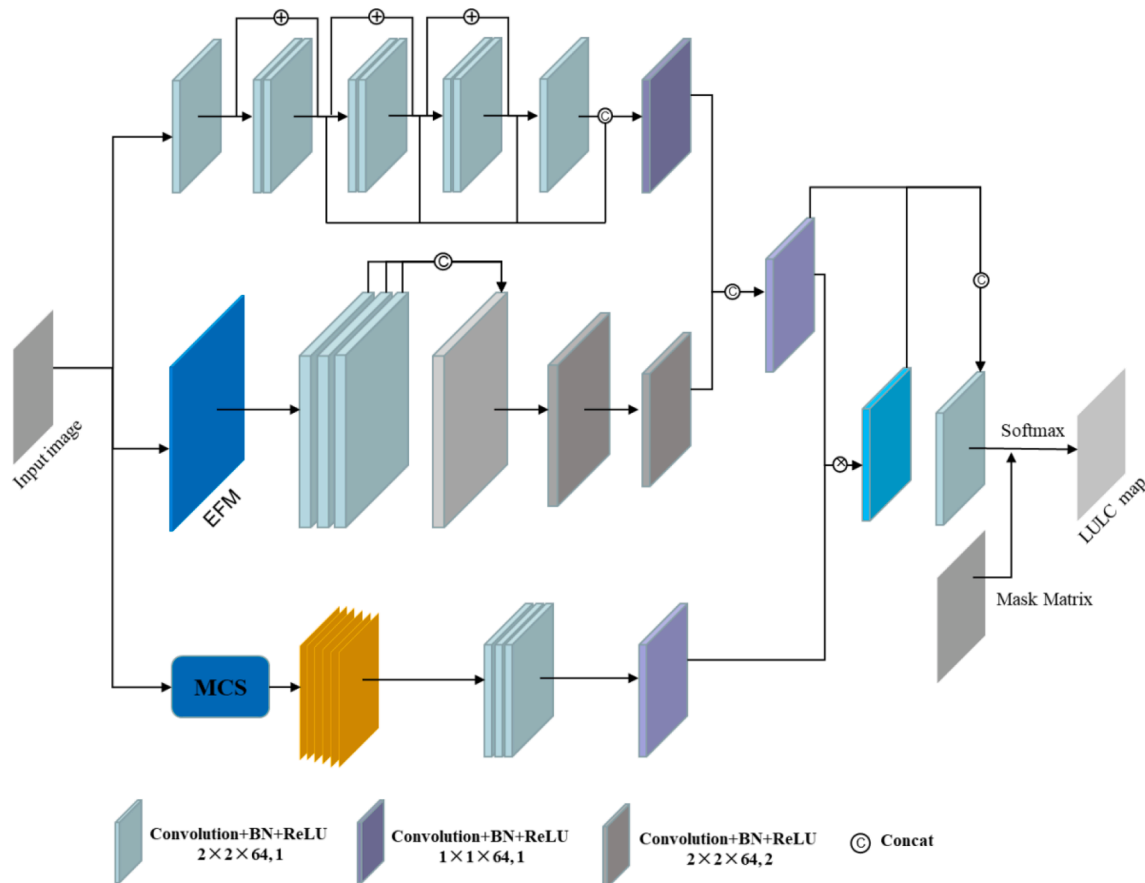 Input image
EFM
MCS
Softmax
LULC map
Mask Matrix
Convolution+BN+ReLU
2×2×64,1
Convolution+BN+ReLU
1×1×64,1
Convolution+BN+ReLU
2×2×64,2
C Concat
+
+
+
C
C
C
C
×